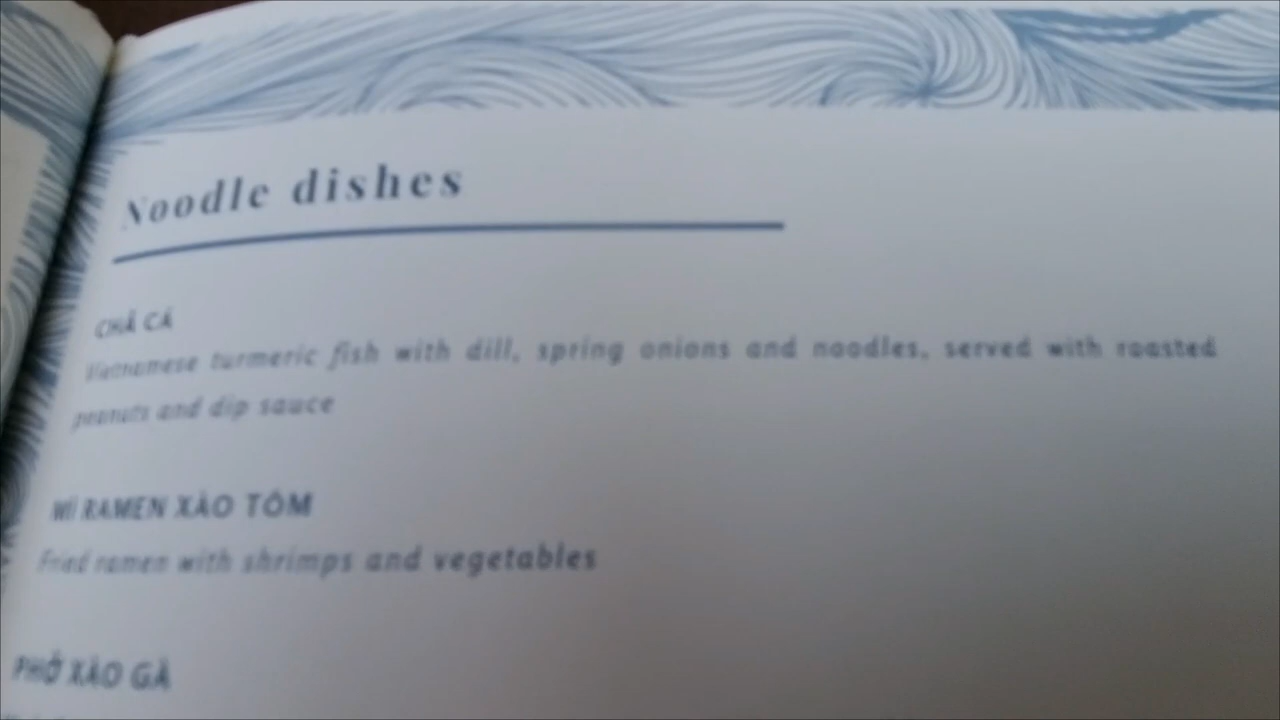 Noodle dishes
CHẢ CÁ
Vietnamese turmeric fish with dill, spring onions and noodles, served with roasted
peanuts and dip sauce
MÌ RAMEN XÀO TÔM
Fried ramen with shrimps and vegetables
PHỞ XÀO GÀ